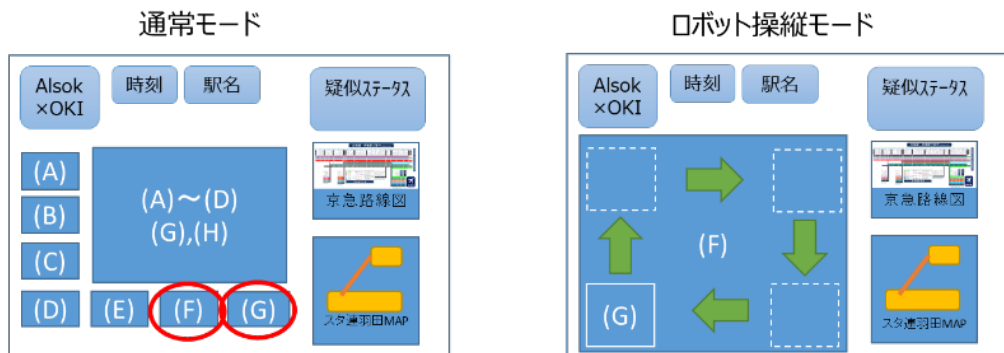 通常モード
Alsok
×OKI
時刻
駅名
疑似ステータス
(A)
(B)
(C)
(D)
(E)
(F)
(G)
(A)～(D)
(G),(H)
京急路線図
スタ連羽田MAP
ロボット操縦モード
Alsok
×OKI
時刻
駅名
疑似ステータス
(F)
(G)
京急路線図
スタ連羽田MAP